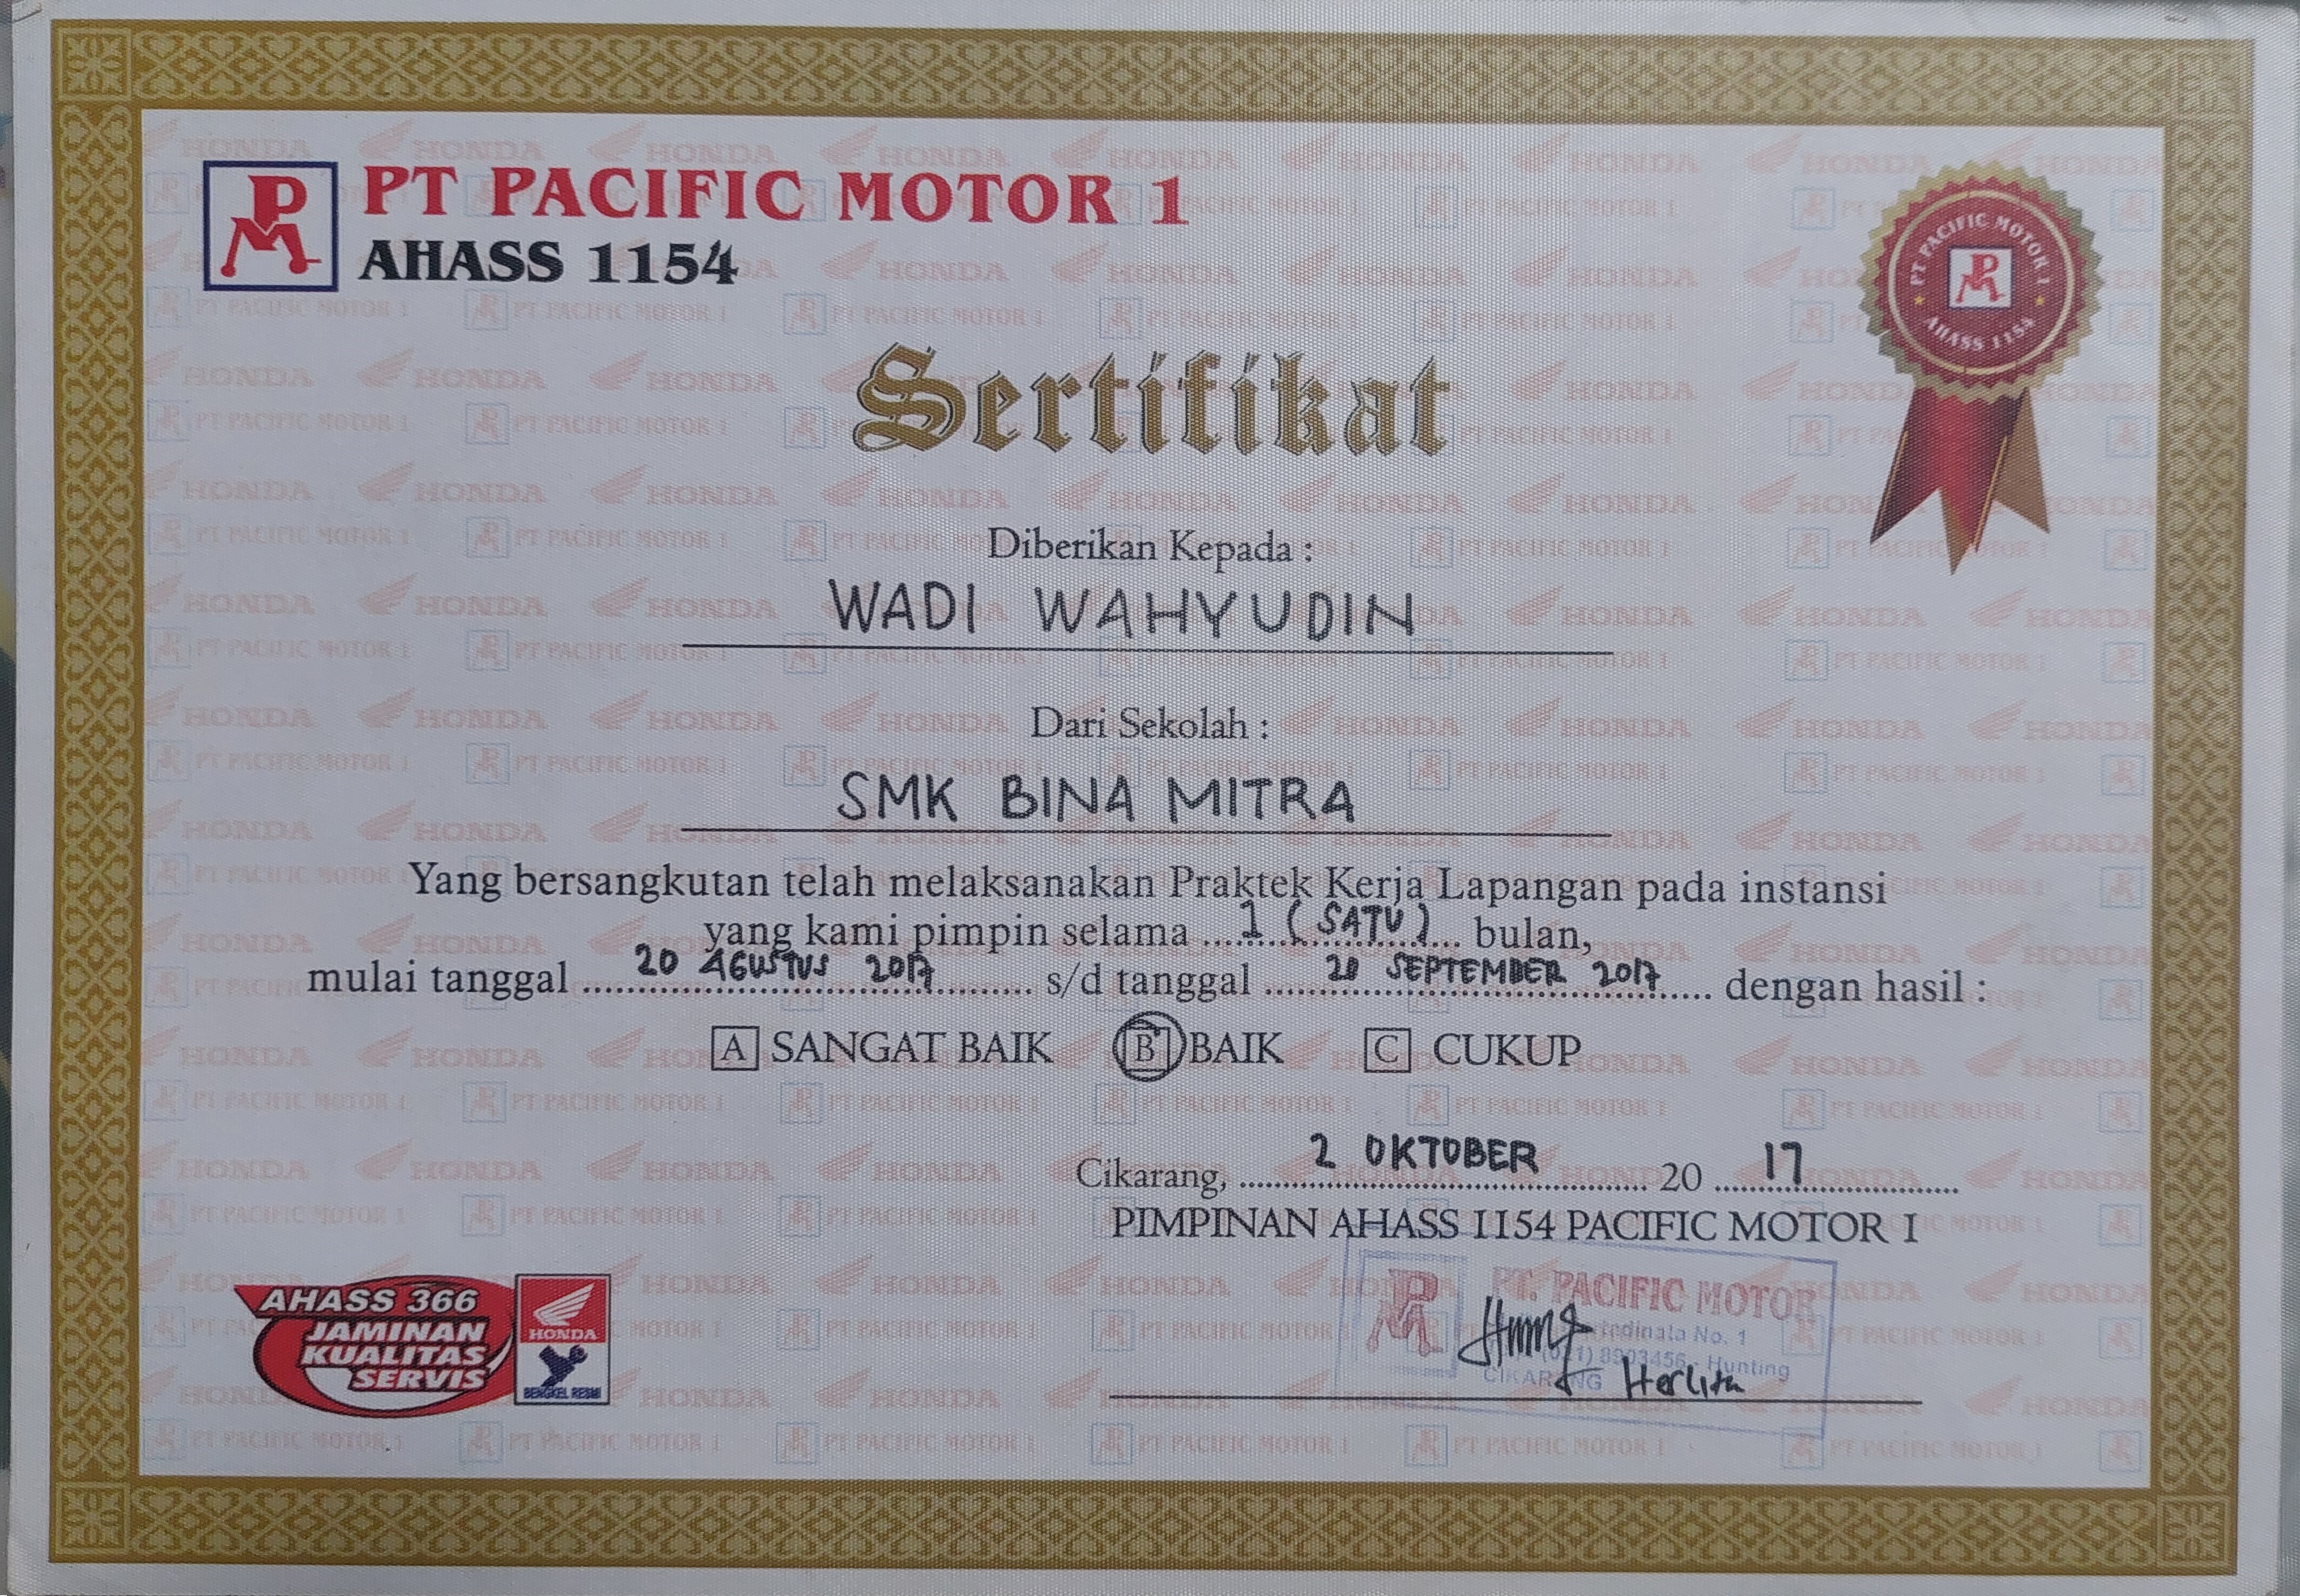 PT PACIFIC MOTOR 1
AHASS 1154
PT PACIFIC MOTOR 1
AHASS 1154
Sertifikat
Diberikan Kepada :
WADI WAHYUDIN
Dari Sekolah :
SMK BINA MITRA
Yang bersangkutan telah melaksanakan Praktek Kerja Lapangan pada instansi
yang kami pimpin selama 1 (SATU) bulan,
mulai tanggal 20 AGUSTUS 2017 s/d tanggal 20 SEPTEMBER 2017 dengan hasil :
A SANGAT BAIK B BAIK C CUKUP
Cikarang, 2 OKTOBER 20 17
PIMPINAN AHASS 1154 PACIFIC MOTOR 1
PT. PACIFIC MOTOR
No. 1
8903456 - Hunting
CIKARANG
Herlita
AHASS 366
JAMINAN
KUALITAS
SERVIS
HONDA
BENGKEL RESMI